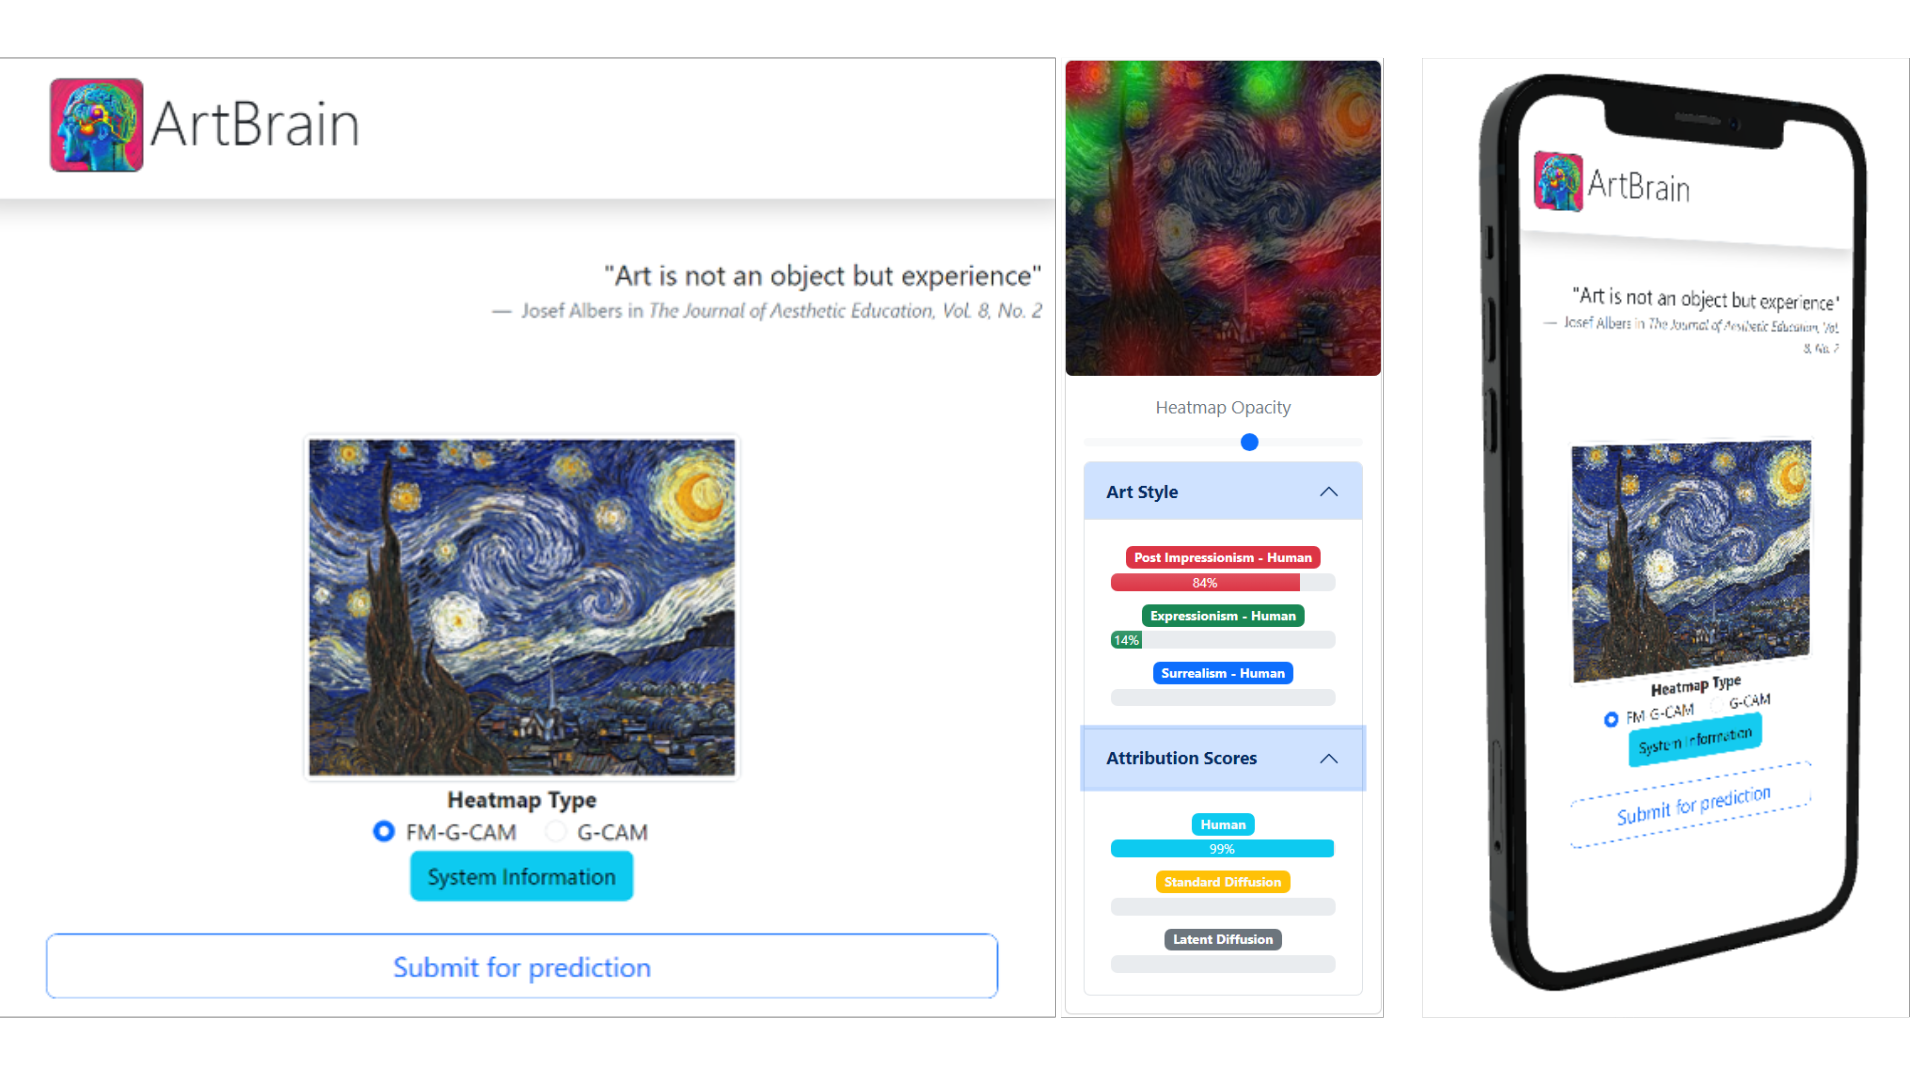 ArtBrain
"Art is not an object but experience"
— Josef Albers in The Journal of Aesthetic Education, Vol. 8, No. 2
Heatmap Type
FM-G-CAM G-CAM
System Information
Submit for prediction
Heatmap Opacity
Art Style
Post Impressionism - Human
84%
Expressionism - Human
14%
Surrealism - Human
Attribution Scores
Human
99%
Standard Diffusion
Latent Diffusion
ArtBrain
"Art is not an object but experience"
— Josef Albers in The Journal of Aesthetic Education, Vol.
8, No. 2
Heatmap Type
FM-G-CAM G-CAM
System Information
Submit for prediction